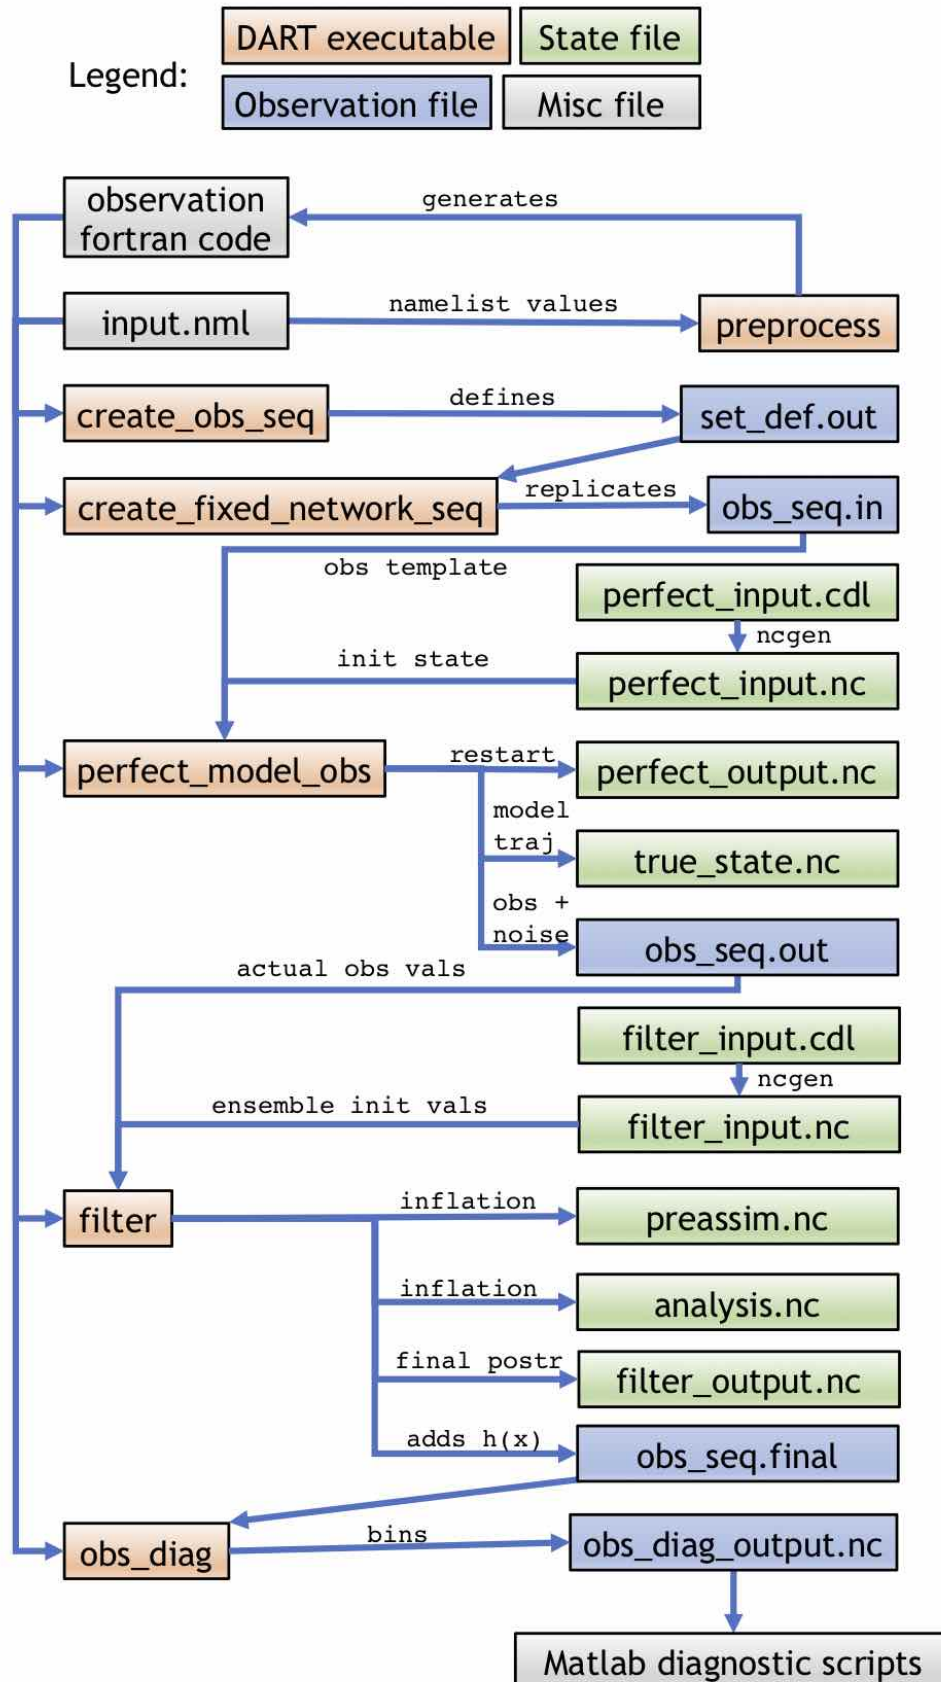 Legend:
DART executable
State file
Observation file
Misc file
observation
fortran code
generates
input.nml
namelist values
preprocess
create_obs_seq
defines
set_def.out
create_fixed_network_seq
replicates
obs_seq.in
obs template
perfect_input.cdl
ncgen
init state
perfect_input.nc
perfect_model_obs
restart
perfect_output.nc
model
traj
true_state.nc
obs +
noise
obs_seq.out
actual obs vals
filter_input.cdl
ncgen
ensemble init vals
filter_input.nc
filter
inflation
preassim.nc
inflation
analysis.nc
final postr
filter_output.nc
adds h(x)
obs_seq.final
obs_diag
bins
obs_diag_output.nc
Matlab diagnostic scripts